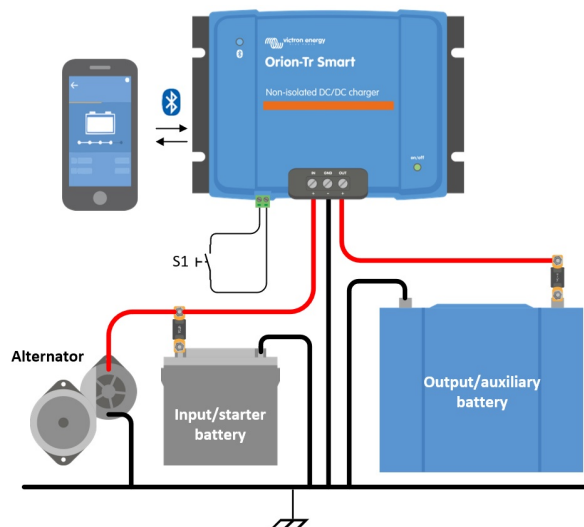 victron energy
Orion-Tr Smart
Non-isolated DC/DC charger
on/off
IN GND OUT
S1
Alternator
Input/starter
battery
Output/auxiliary
battery